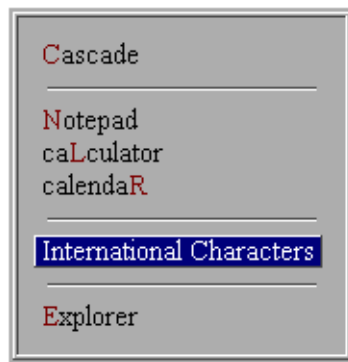 Cascade
Notepad
caLculator
calendaR
International Characters
Explorer